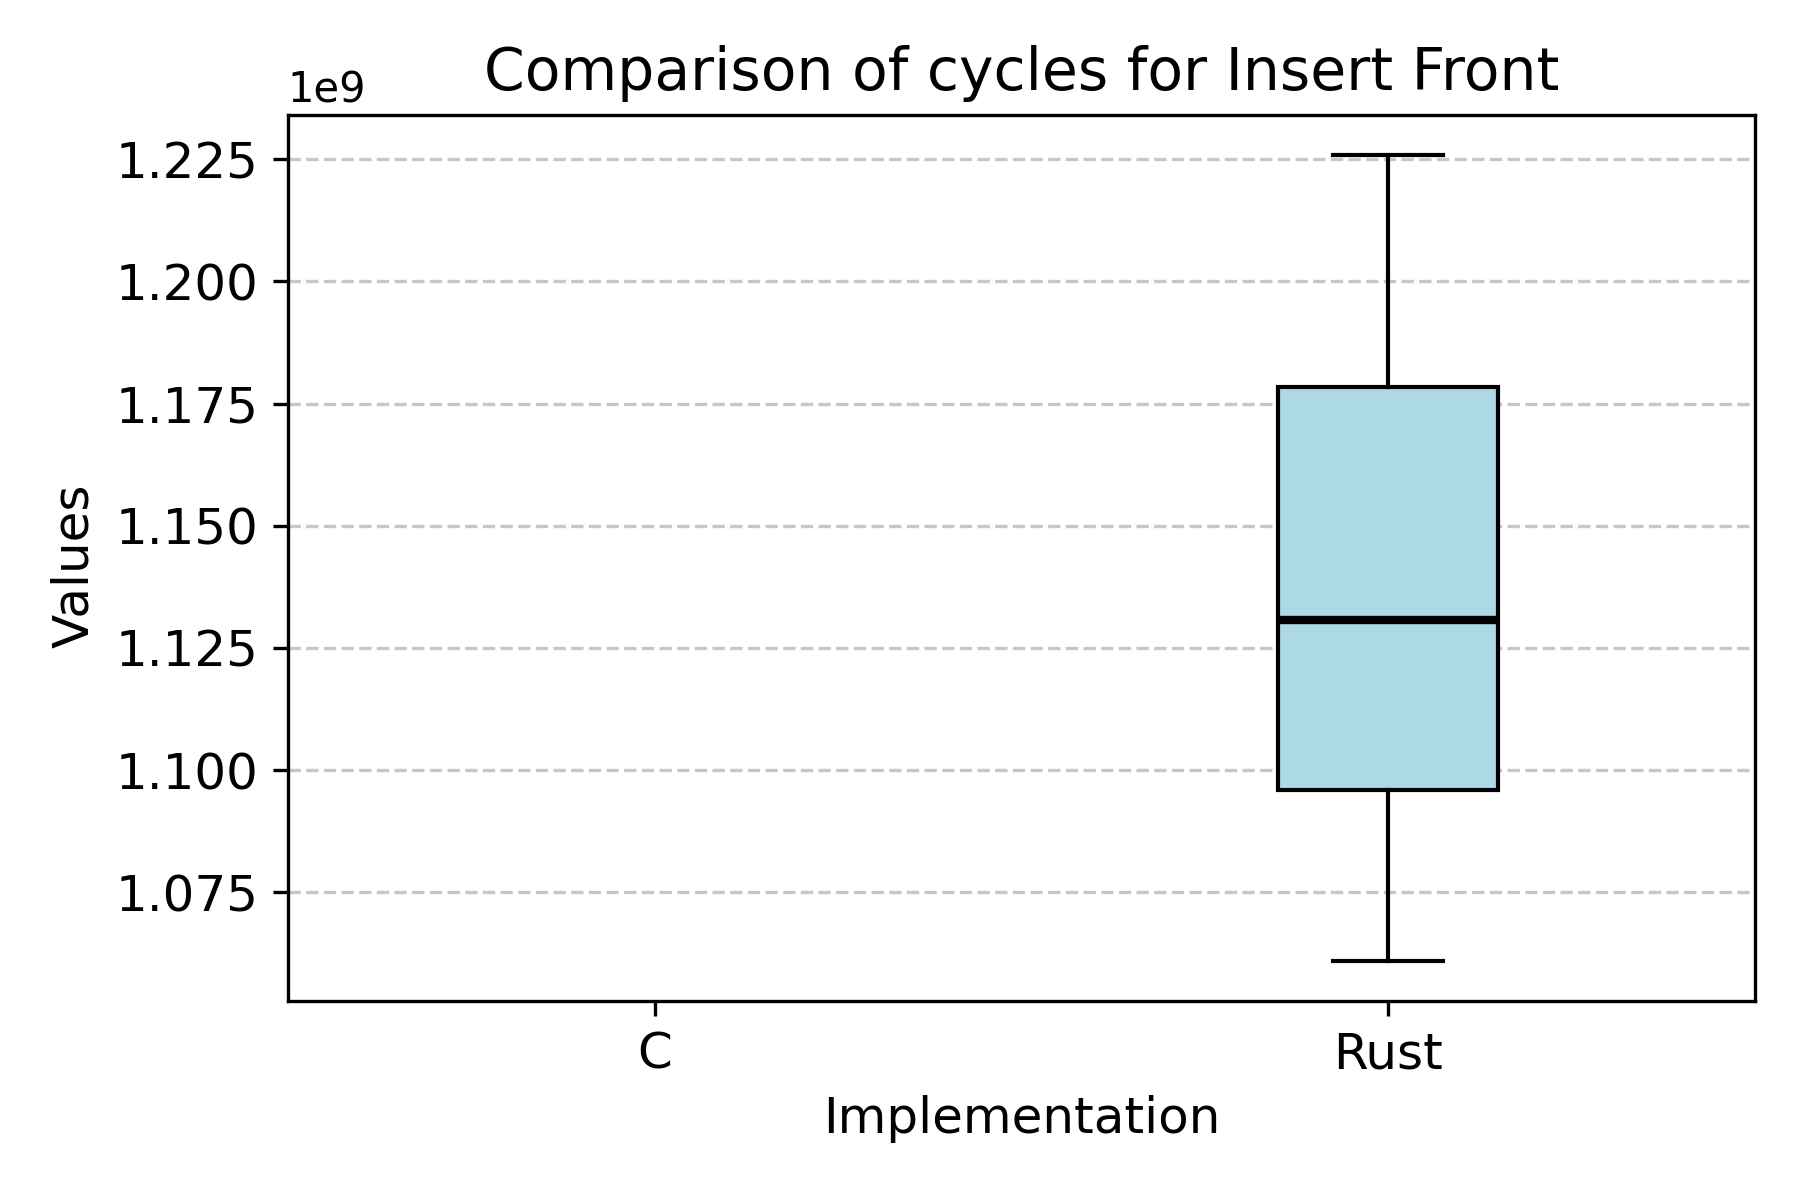 Comparison of cycles for Insert Front
1e9
1.225
1.200
1.175
1.150
1.125
1.100
1.075
Values
C
Rust
Implementation